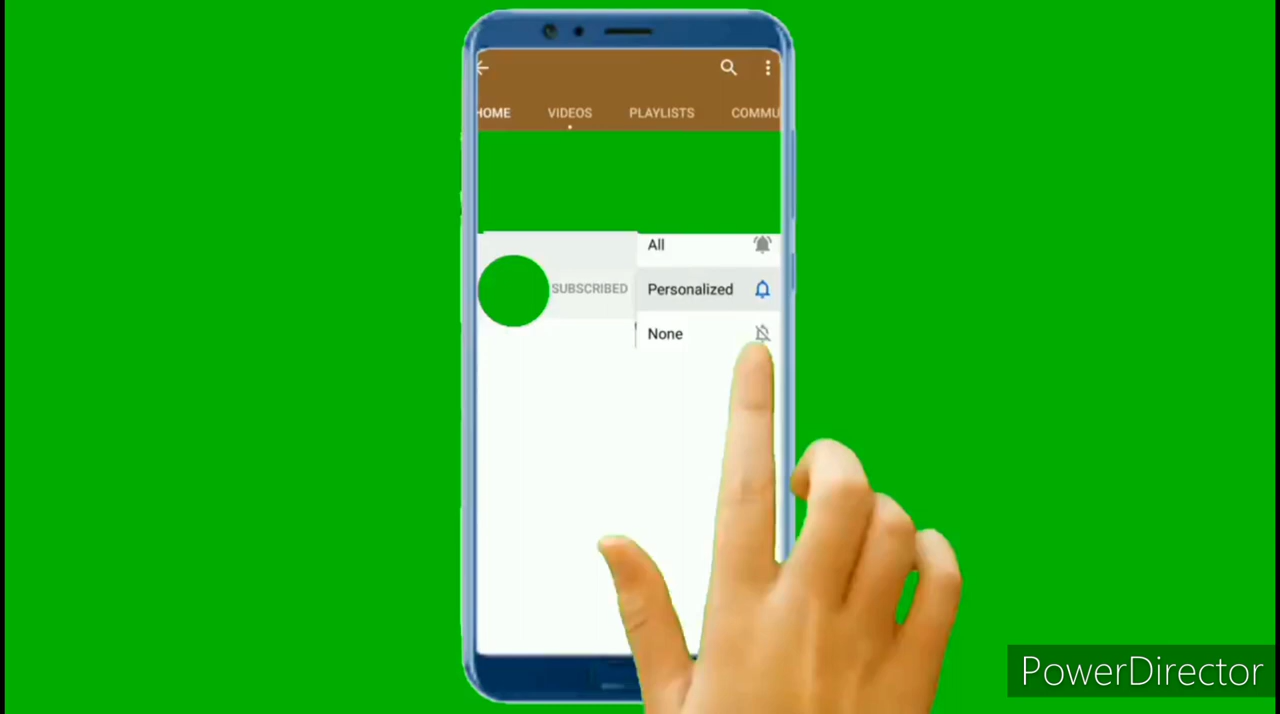 HOME VIDEOS PLAYLISTS COMMU
All
SUBSCRIBED Personalized
None
PowerDirector